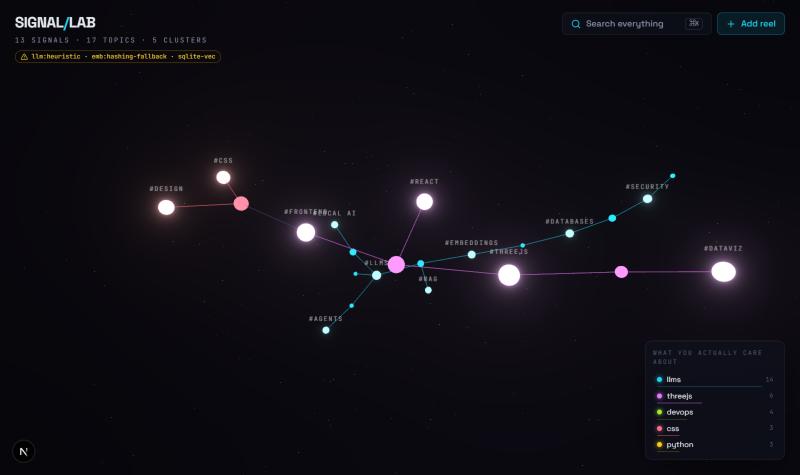 SIGNAL/LAB
Search everything
⌘K
+ Add reel
13 SIGNALS · 17 TOPICS · 5 CLUSTERS
llm:heuristic · emb:hashing-fallback · sqlite-vec
#CSS
#DESIGN
#REACT
#SECURITY
#FRONTEND
#LOCAL AI
#DATABASES
#EMBEDDINGS
#THREEJS
#DATAVIZ
#LLMS
#RAG
#AGENTS
WHAT YOU ACTUALLY CARE
ABOUT
llms 14
threejs 6
devops 4
css 3
python 3
N